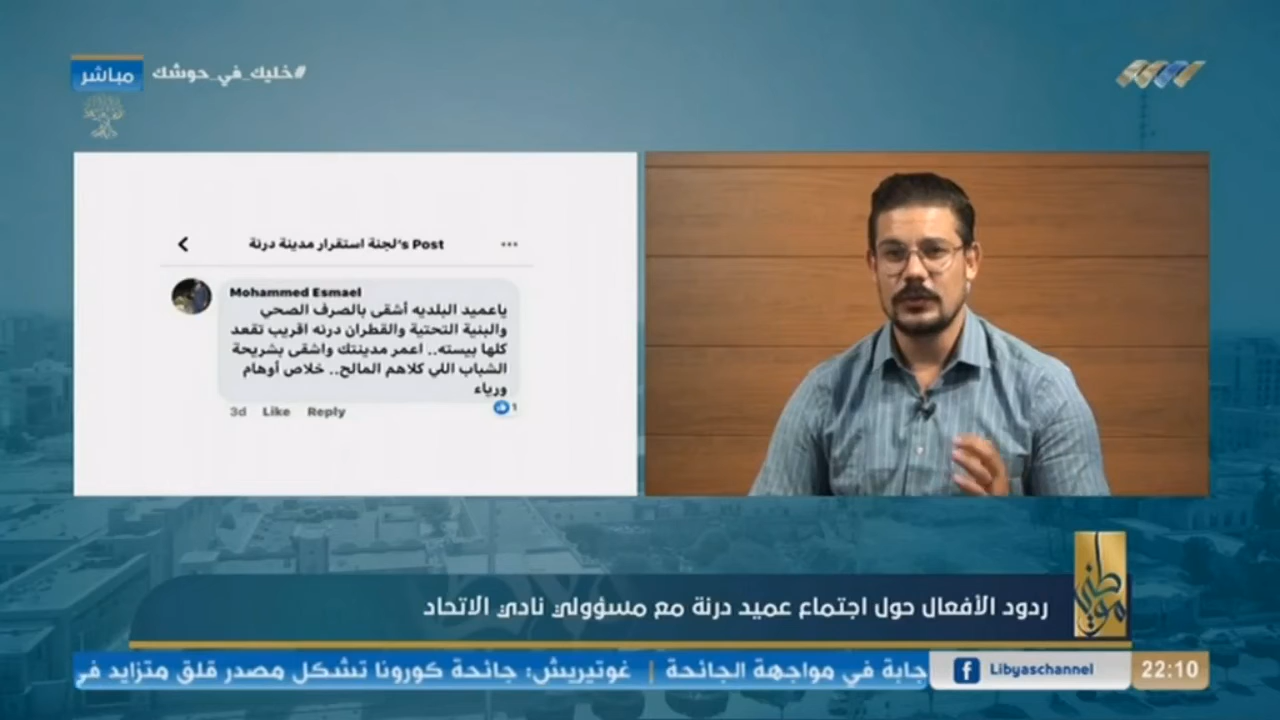 مباشر
#خليك_في_حوشك
لجنة استقرار مدينة درنة's Post
Mohammed Esmael
ياعميد البلديه أشقى بالصرف الصحي
والبنية التحتية والقطران درنه اقريب تقعد
كلها بيسته.. اعمر مدينتك واشقى بشريحة
الشباب اللي كلاهم المالح.. خلاص أوهام
ورياء
3d Like Reply
1
مواطني
ردود الأفعال حول اجتماع عميد درنة مع مسؤولي نادي الاتحاد
جابة في مواجهة الجائحة | غوتيريش: جائحة كورونا تشكل مصدر قلق متزايد في
Libyaschannel
22:10